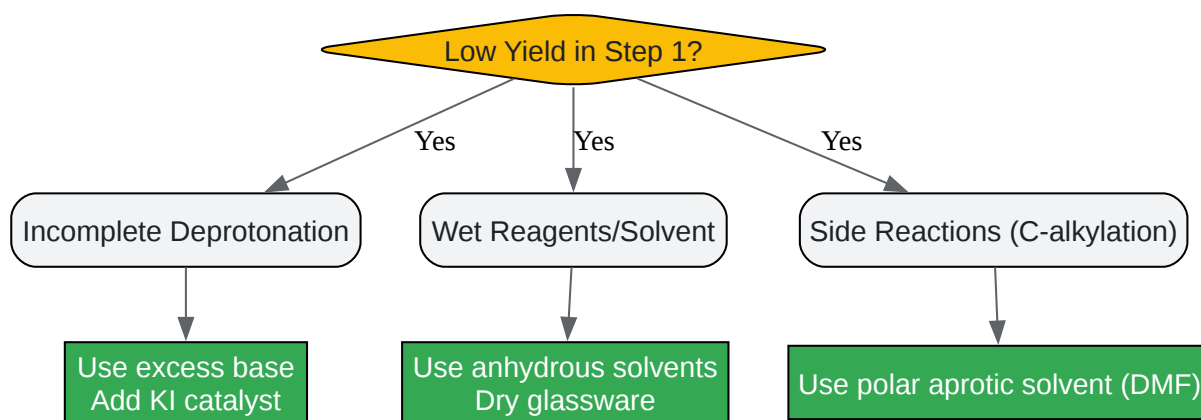 Low Yield in Step 1?
Yes
Yes
Yes
Incomplete Deprotonation
Wet Reagents/Solvent
Side Reactions (C-alkylation)
Use excess base
Add KI catalyst
Use anhydrous solvents
Dry glassware
Use polar aprotic solvent (DMF)